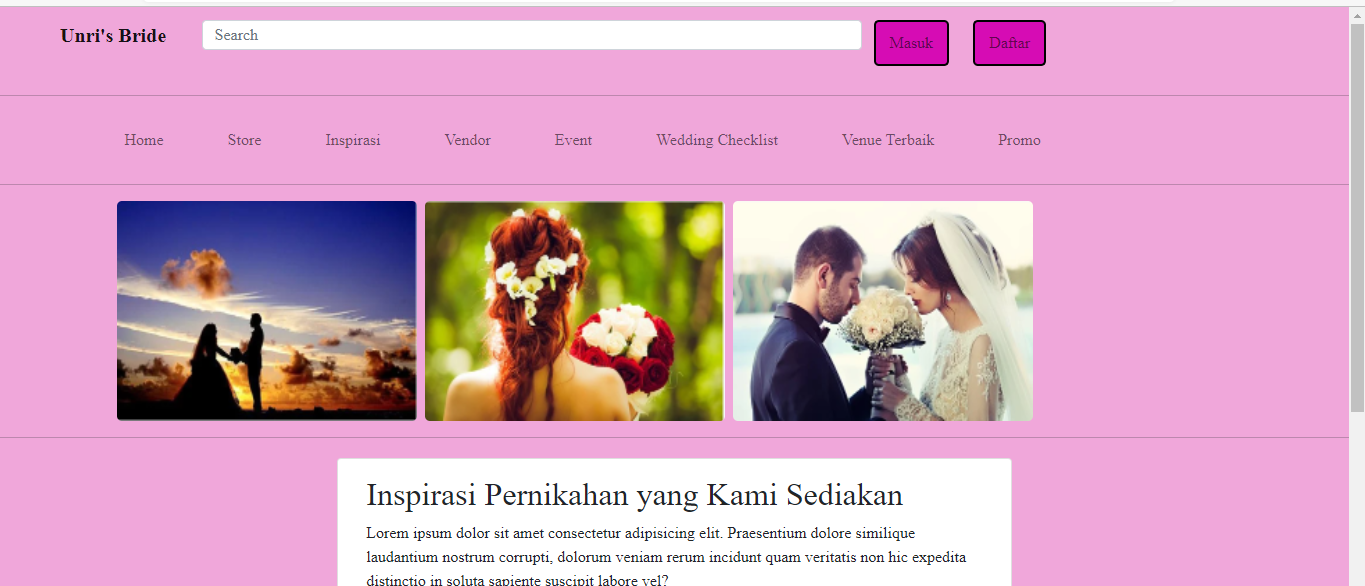 Unri's Bride Search Masuk Daftar
Home Store Inspirasi Vendor Event Wedding Checklist Venue Terbaik Promo
Inspirasi Pernikahan yang Kami Sediakan
Lorem ipsum dolor sit amet consectetur adipisicing elit. Praesentium dolore similique
laudantium nostrum corrupti, dolorum veniam rerum incidunt quam veritatis non hic expedita
distinctio in soluta sapiente suscipit labore vel?